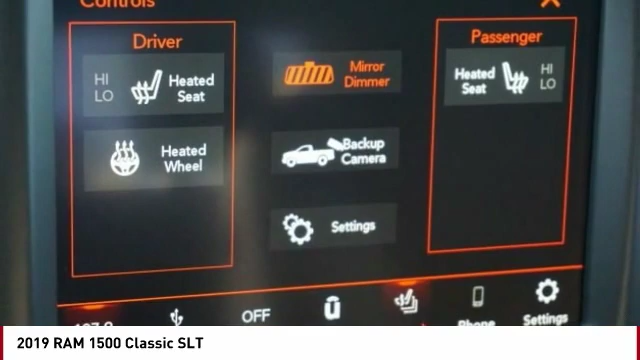 Controls
Driver
HI
LO
Heated
Seat
Heated
Wheel
Mirror
Dimmer
Backup
Camera
Settings
Passenger
Heated
Seat
HI
LO
OFF
Phone
Settings
2019 RAM 1500 Classic SLT